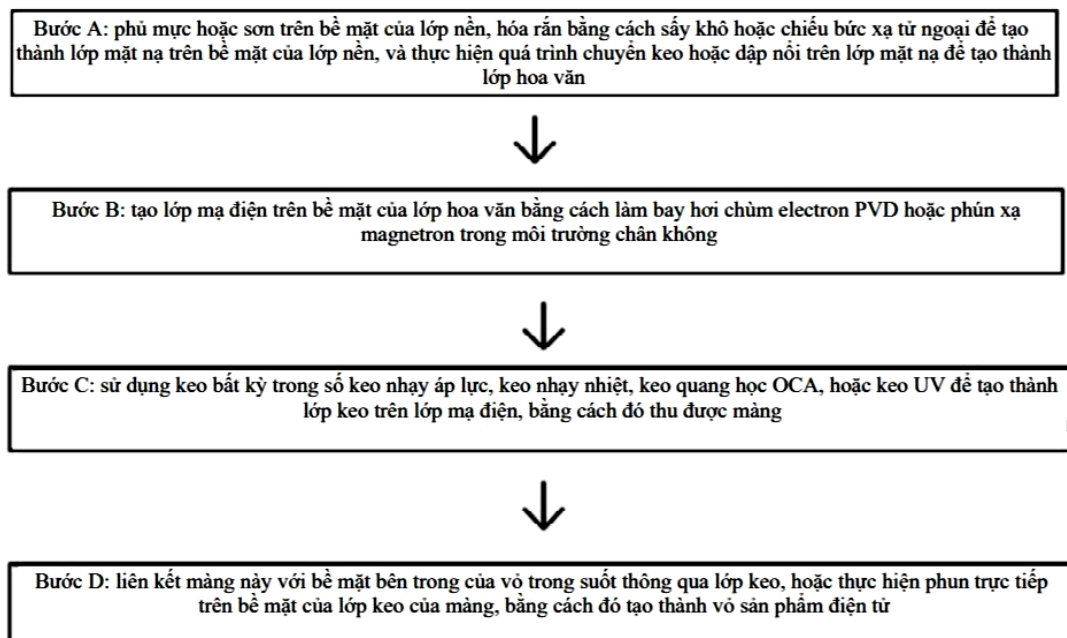 Bước A: phủ mực hoặc sơn trên bề mặt của lớp nền, hóa rắn bằng cách sấy khô hoặc chiếu bức xạ tử ngoại để tạo
thành lớp mặt nạ trên bề mặt của lớp nền, và thực hiện quá trình chuyển keo hoặc dập nổi trên lớp mặt nạ để tạo thành
lớp hoa văn
Bước B: tạo lớp mạ điện trên bề mặt của lớp hoa văn bằng cách làm bay hơi chùm electron PVD hoặc phún xạ
magnetron trong môi trường chân không
Bước C: sử dụng keo bất kỳ trong số keo nhạy áp lực, keo nhạy nhiệt, keo quang học OCA, hoặc keo UV để tạo thành
lớp keo trên lớp mạ điện, bằng cách đó thu được màng
Bước D: liên kết màng này với bề mặt bên trong của vỏ trong suốt thông qua lớp keo, hoặc thực hiện phun trực tiếp
trên bề mặt của lớp keo của màng, bằng cách đó tạo thành vỏ sản phẩm điện tử